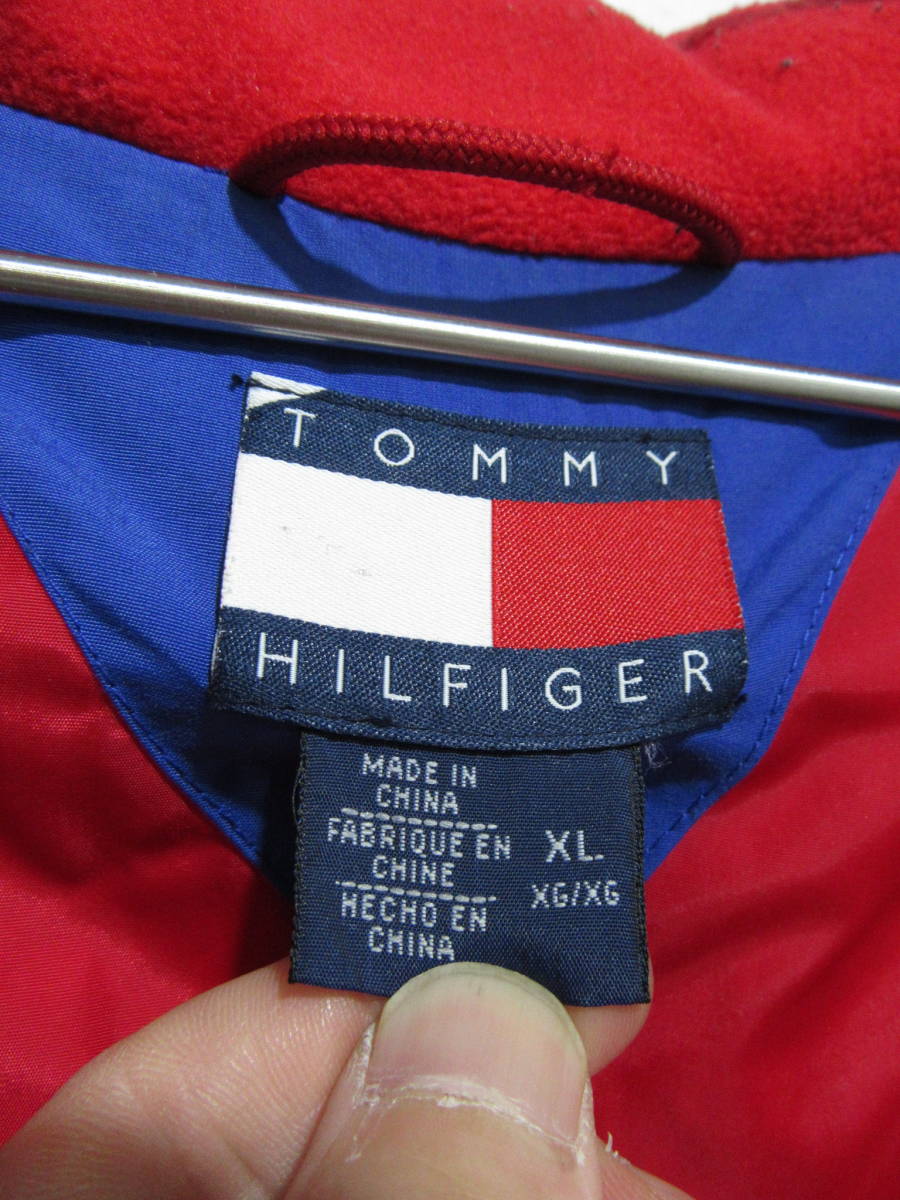 TOMMY
HILFIGER
MADE IN
CHINA
FABRIQUE EN
CHINE
HECHO EN
CHINA
XL
XG/XG